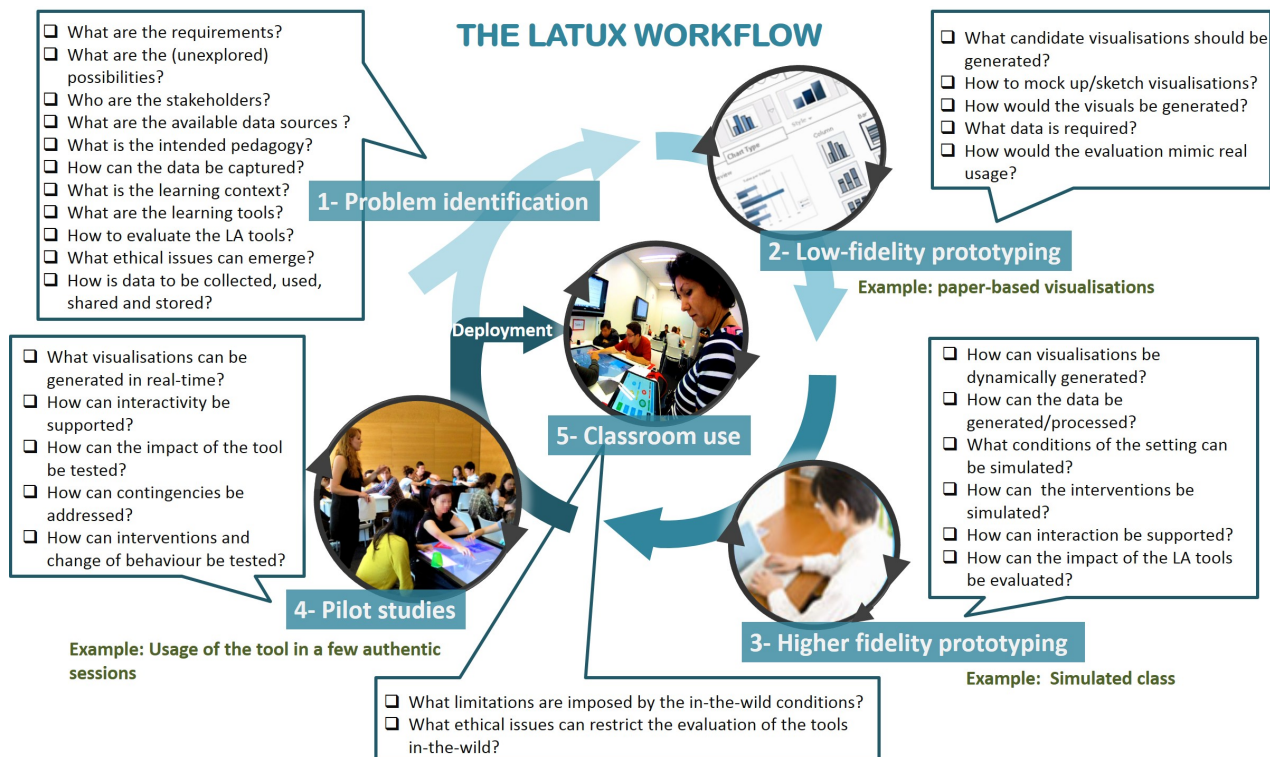 THE LATUX WORKFLOW
❑ What are the requirements?
❑ What are the (unexplored)
possibilities?
❑ Who are the stakeholders?
❑ What are the available data sources ?
❑ What is the intended pedagogy?
❑ How can the data be captured?
❑ What is the learning context?
❑ What are the learning tools?
❑ How to evaluate the LA tools?
❑ What ethical issues can emerge?
❑ How is data to be collected, used,
shared and stored?
1- Problem identification
❑ What candidate visualisations should be
generated?
❑ How to mock up/sketch visualisations?
❑ How would the visuals be generated?
❑ What data is required?
❑ How would the evaluation mimic real
usage?
Style
Chart Type
Column
Bar
2- Low-fidelity prototyping
Example: paper-based visualisations
❑ How can visualisations be
dynamically generated?
❑ How can the data be
generated/processed?
❑ What conditions of the setting can
be simulated?
❑ How can the interventions be
simulated?
❑ How can interaction be supported?
❑ How can the impact of the LA tools
be evaluated?
3- Higher fidelity prototyping
Example: Simulated class
❑ What visualisations can be
generated in real-time?
❑ How can interactivity be
supported?
❑ How can the impact of the tool
be tested?
❑ How can contingencies be
addressed?
❑ How can interventions and
change of behaviour be tested?
4- Pilot studies
Example: Usage of the tool in a few authentic
sessions
Deployment
5- Classroom use
❑ What limitations are imposed by the in-the-wild conditions?
❑ What ethical issues can restrict the evaluation of the tools
in-the-wild?